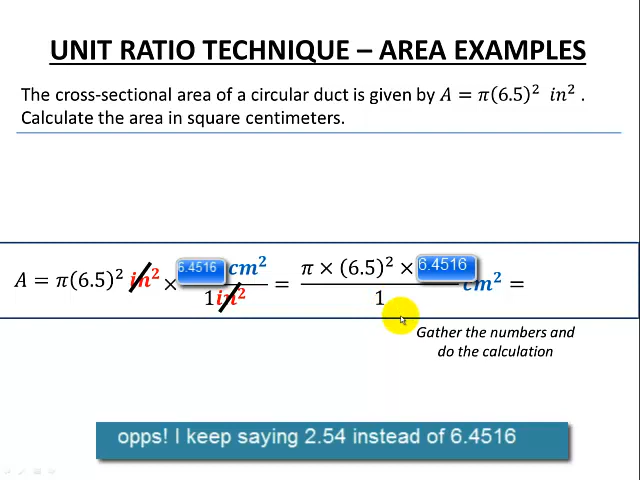 UNIT RATIO TECHNIQUE – AREA EXAMPLES
The cross-sectional area of a circular duct is given by A = π(6.5)² in² .
Calculate the area in square centimeters.
A = π(6.5)² in² × 6.4516 cm² / 1 in² = π × (6.5)² × 6.4516 / 1 cm² =
Gather the numbers and
do the calculation
opps! I keep saying 2.54 instead of 6.4516